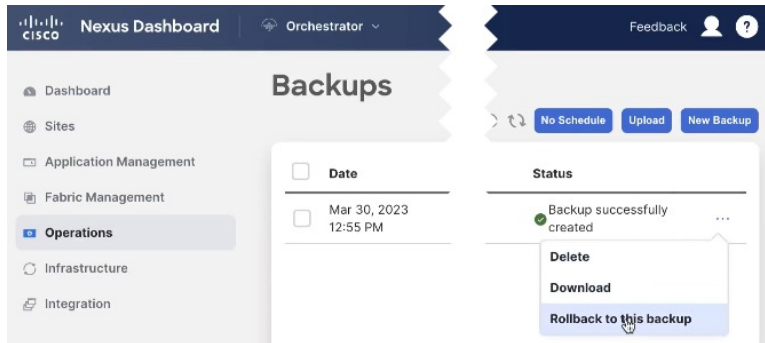 CISCO Nexus Dashboard Orchestrator Feedback ?
Backups
Dashboard
Sites
Application Management
Fabric Management
Operations
Infrastructure
Integration
No Schedule Upload New Backup
Date Status
Mar 30, 2023
12:55 PM
Backup successfully
created
...
Delete
Download
Rollback to this backup